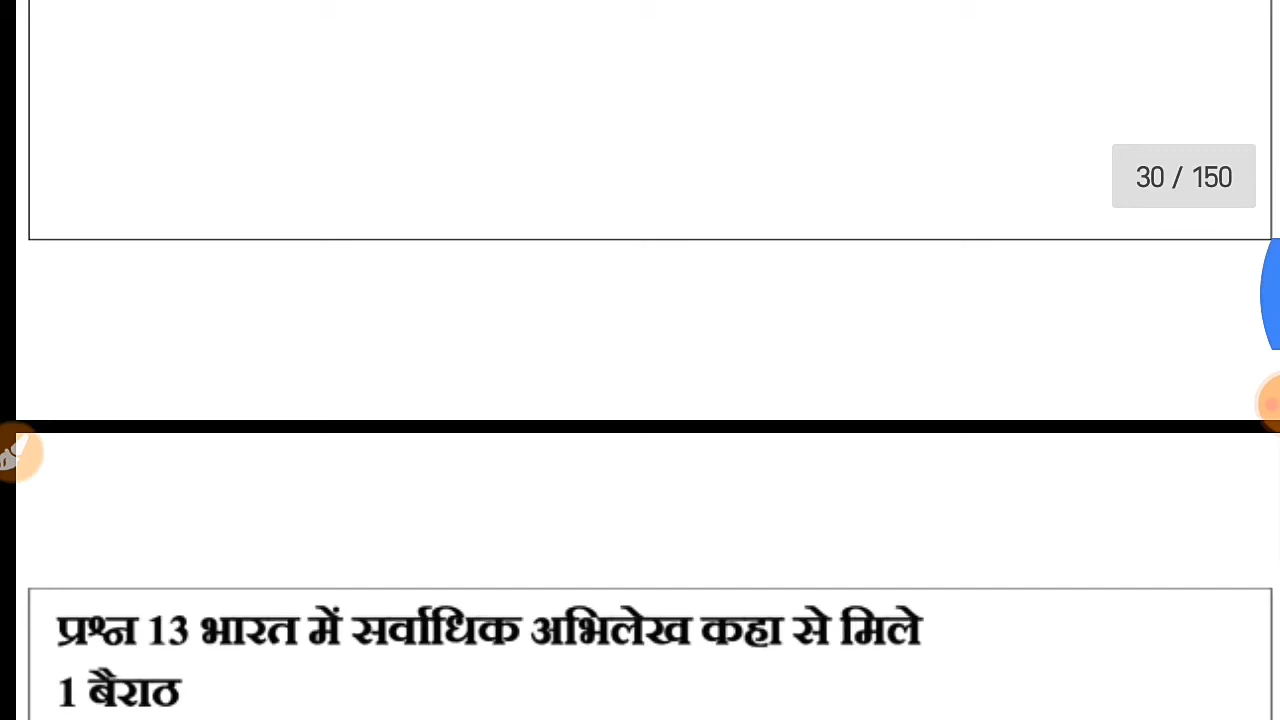 30 / 150
प्रश्न 13 भारत में सर्वाधिक अभिलेख कहा से मिले
1 बैराठ